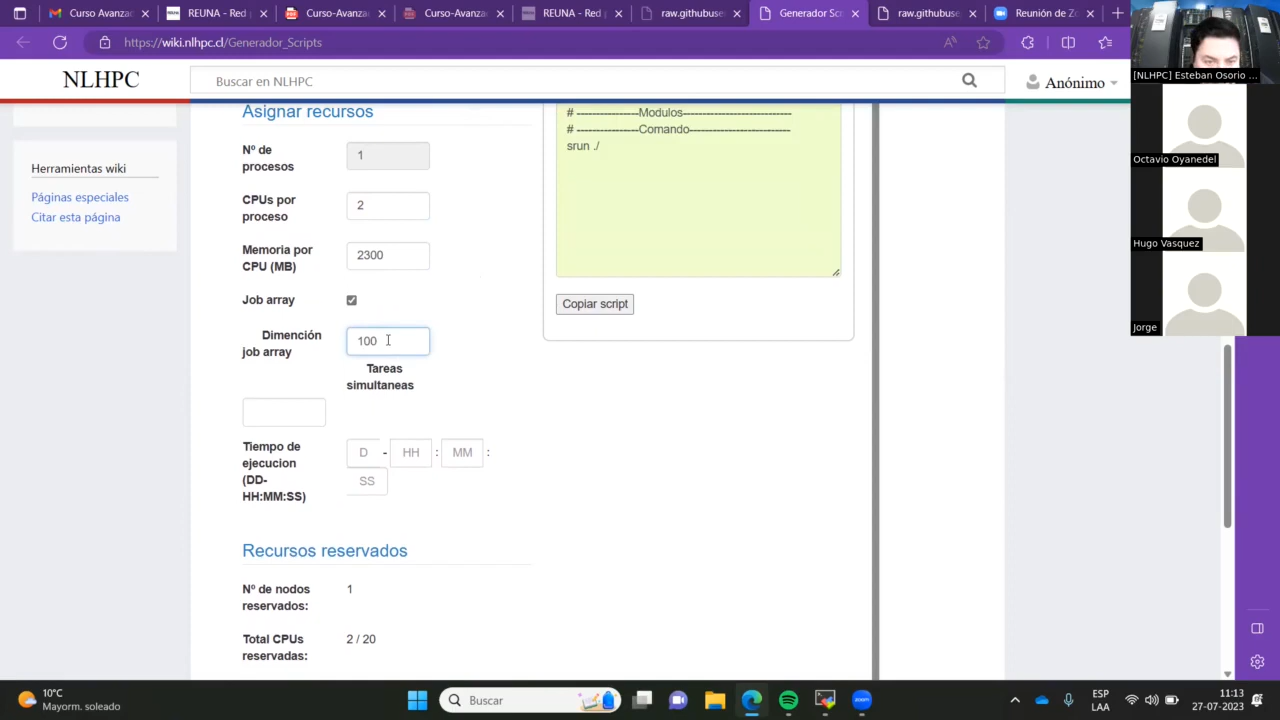 Curso-Avanza
REUNA - Red
Curso-Avanza
Curso-Avanza
REUNA - Red
raw.githubuse
Generador Sc
raw.githubuse
Reunión de Zo
https://wiki.nlhpc.cl/Generador_Scripts
[NLHPC] Esteban Osorio ...
NLHPC
Buscar en NLHPC
Anónimo
Asignar recursos
# ----------------Modulos---------------------------
# ----------------Comando--------------------------
srun ./
Nº de
procesos
1
Herramientas wiki
Páginas especiales
Citar esta página
CPUs por
proceso
2
Memoria por
CPU (MB)
2300
Job array
Copiar script
Dimención
job array
100
Tareas
simultaneas
Tiempo de
ejecucion
(DD-
HH:MM:SS)
D - HH : MM :
SS
Recursos reservados
Nº de nodos
reservados:
1
Total CPUs
reservadas:
2 / 20
Octavio Oyanedel
Hugo Vasquez
Jorge
10°C
Mayorm. soleado
Buscar
zoom
ESP
LAA
11:13
27-07-2023